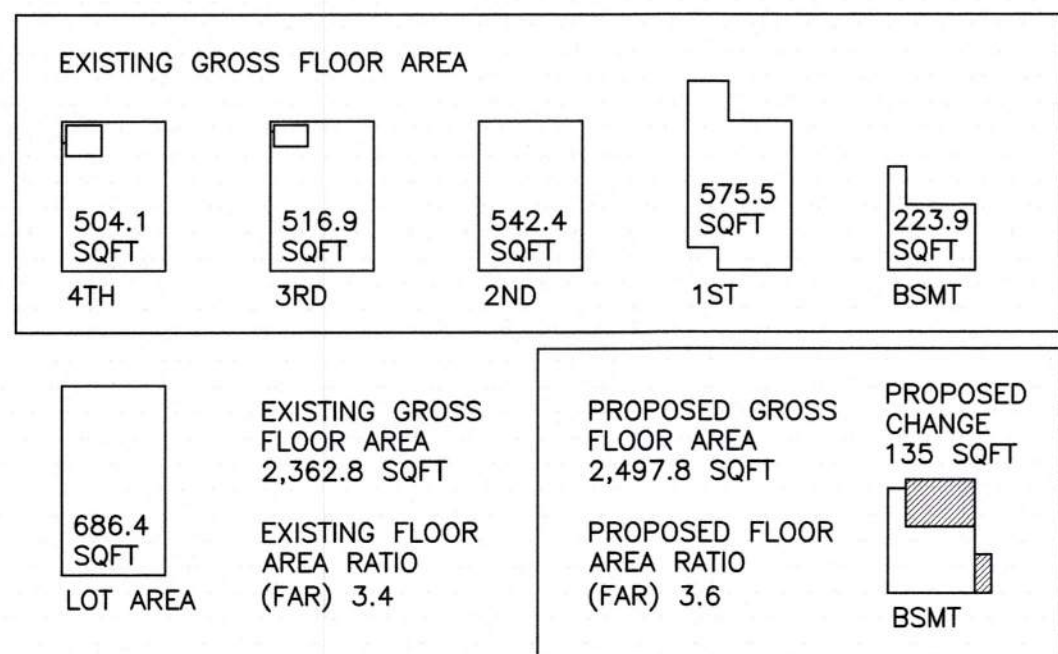 EXISTING GROSS FLOOR AREA
504.1
SQFT
4TH
516.9
SQFT
3RD
542.4
SQFT
2ND
575.5
SQFT
1ST
223.9
SQFT
BSMT
686.4
SQFT
LOT AREA
EXISTING GROSS
FLOOR AREA
2,362.8 SQFT
EXISTING FLOOR
AREA RATIO
(FAR) 3.4
PROPOSED GROSS
FLOOR AREA
2,497.8 SQFT
PROPOSED FLOOR
AREA RATIO
(FAR) 3.6
PROPOSED
CHANGE
135 SQFT
BSMT